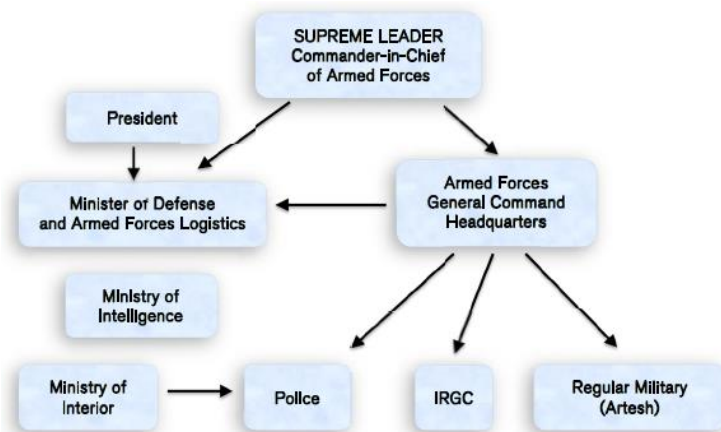 SUPREME LEADER
Commander-in-Chief
of Armed Forces
President
Minister of Defense
and Armed Forces Logistics
Armed Forces
General Command
Headquarters
Ministry of
Intelligence
Ministry of
Interior
Police
IRGC
Regular Military
(Artesh)